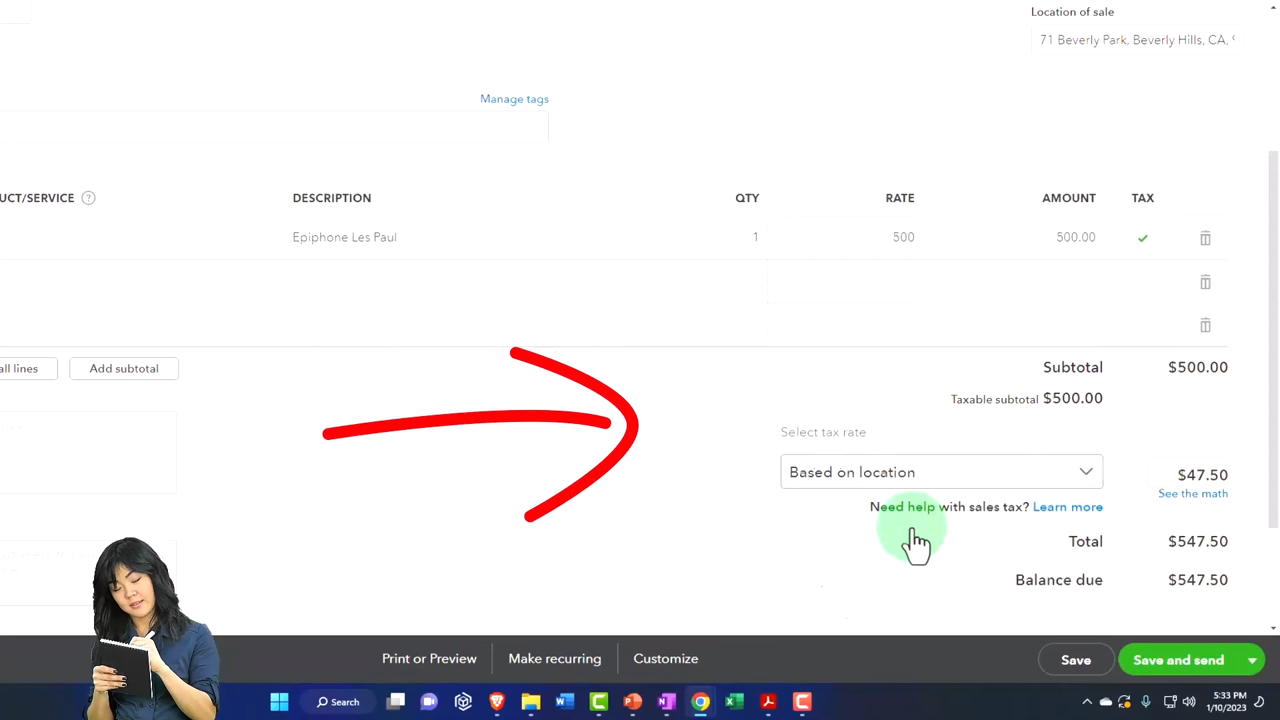 Location of sale
71 Beverly Park, Beverly Hills, CA,
Manage tags
UCT/SERVICE ? DESCRIPTION QTY RATE AMOUNT TAX
Epiphone Les Paul 1 500 500.00
all lines Add subtotal Subtotal $500.00
Taxable subtotal $500.00
Select tax rate
Based on location $47.50
See the math
Need help with sales tax? Learn more
Total $547.50
Balance due $547.50
Print or Preview Make recurring Customize Save Save and send
Search 5:33 PM
1/10/2023